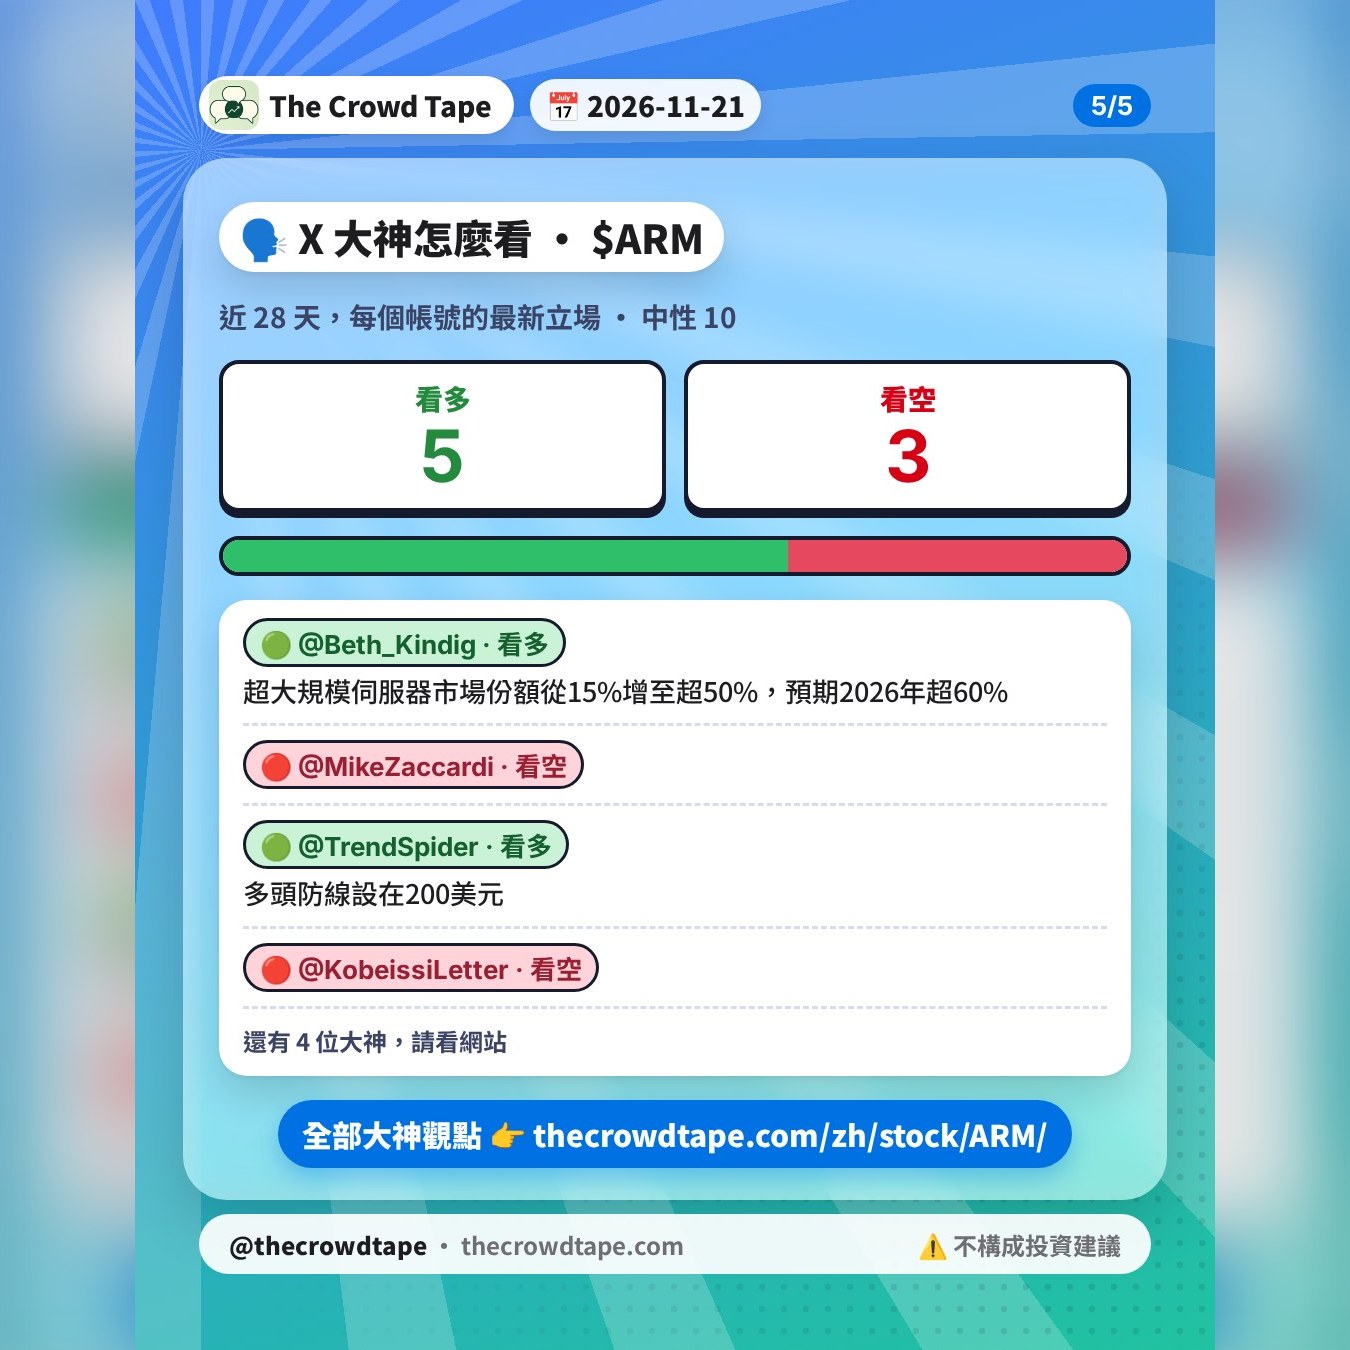 The Crowd Tape
📅 2026-11-21
5/5
🗣️ X 大神怎麼看 • $ARM
近 28 天，每個帳號的最新立場 • 中性 10
看多
5
看空
3
🟢 @Beth_Kindig · 看多
超大規模伺服器市場份額從15%增至超50%，預期2026年超60%
🔴 @MikeZaccardi · 看空
🟢 @TrendSpider · 看多
多頭防線設在200美元
🔴 @KobeissiLetter · 看空
還有 4 位大神，請看網站
全部大神觀點 👉 thecrowdtape.com/zh/stock/ARM/
@thecrowdtape • thecrowdtape.com
⚠️ 不構成投資建議